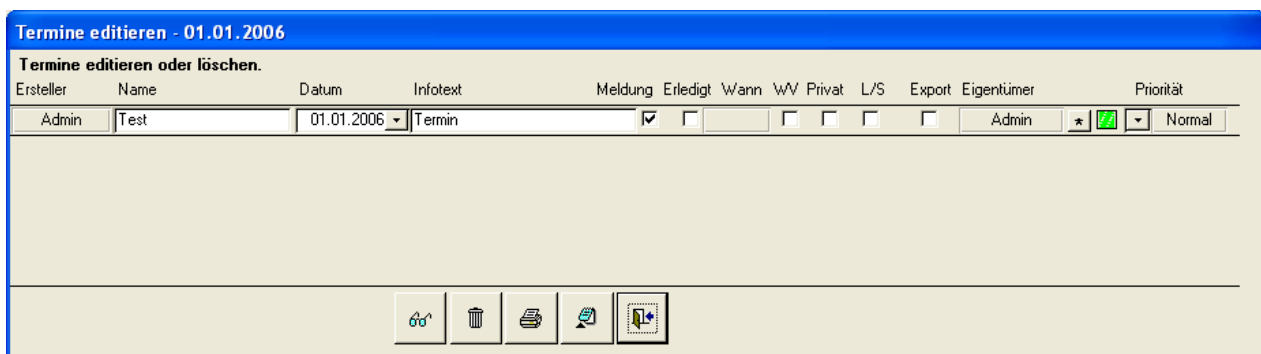 Termine editieren - 01.01.2006
Termine editieren oder löschen.
Ersteller Name Datum Infotext Meldung Erledigt Wann WV Privat L/S Export Eigentümer Priorität
Admin Test 01.01.2006 Termin Admin * Normal